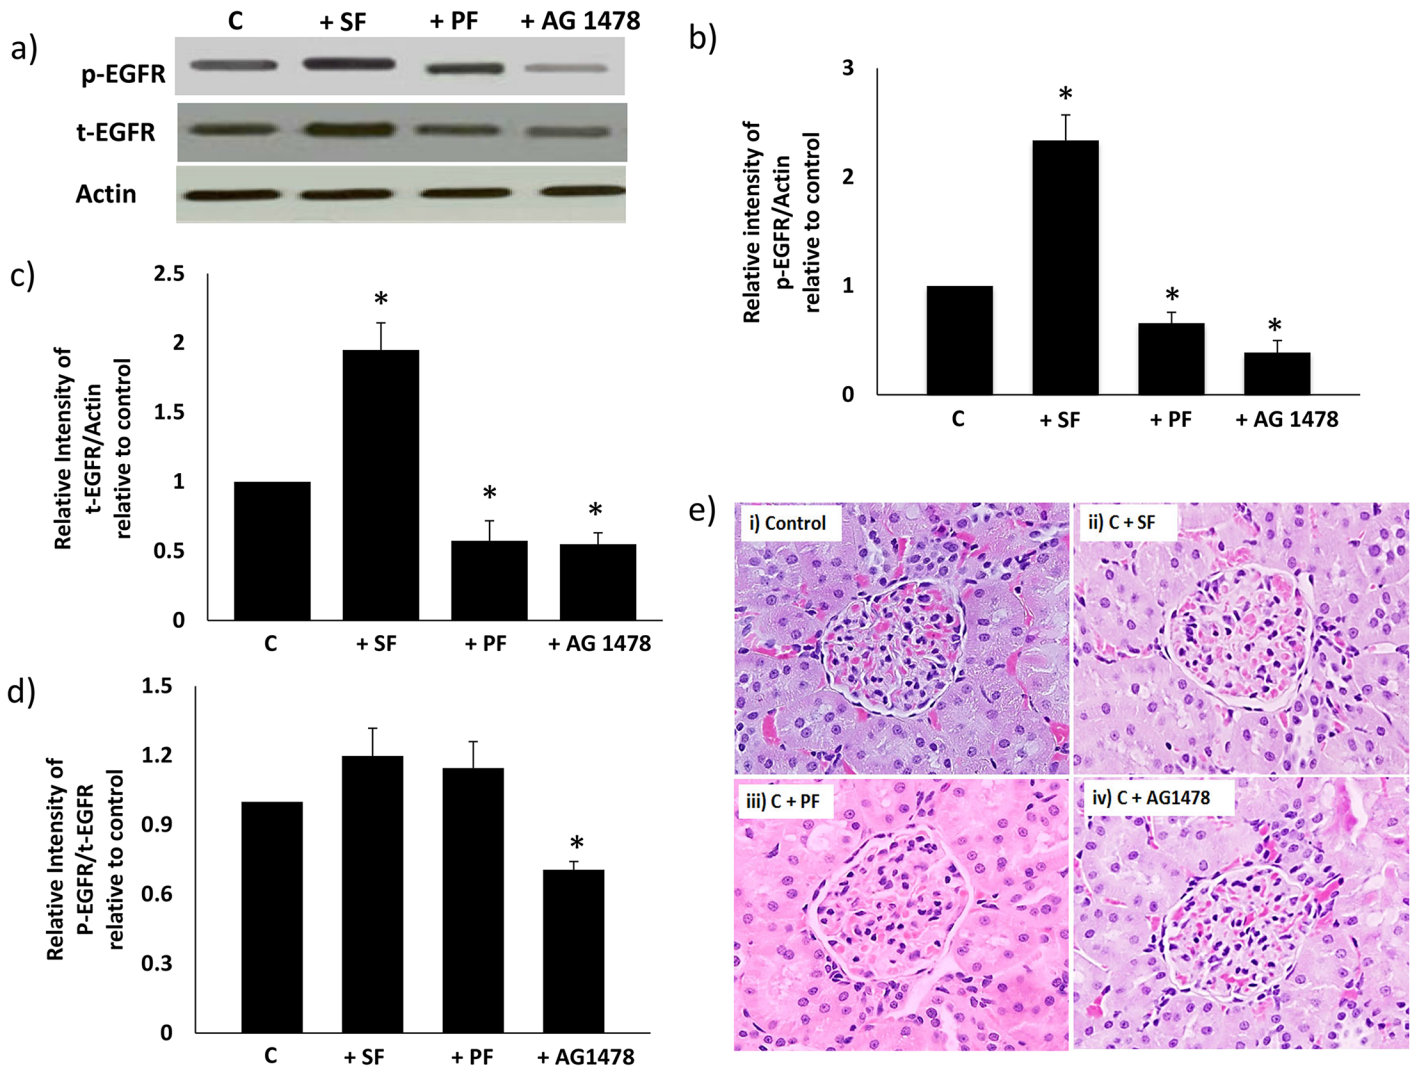 a)
C + SF + PF + AG 1478
p-EGFR
t-EGFR
Actin
b)
Relative intensity of
p-EGFR/Actin
relative to control
3
2
1
0
*
*
*
C + SF + PF + AG 1478
c)
Relative Intensity of
t-EGFR/Actin
relative to control
2.5
2
1.5
1
0.5
0
*
*
*
C + SF + PF + AG 1478
d)
Relative Intensity of
P-EGFR/t-EGFR
relative to control
1.5
1.2
0.9
0.6
0.3
0
*
C + SF + PF + AG1478
e)
i) Control
ii) C + SF
iii) C + PF
iv) C + AG1478